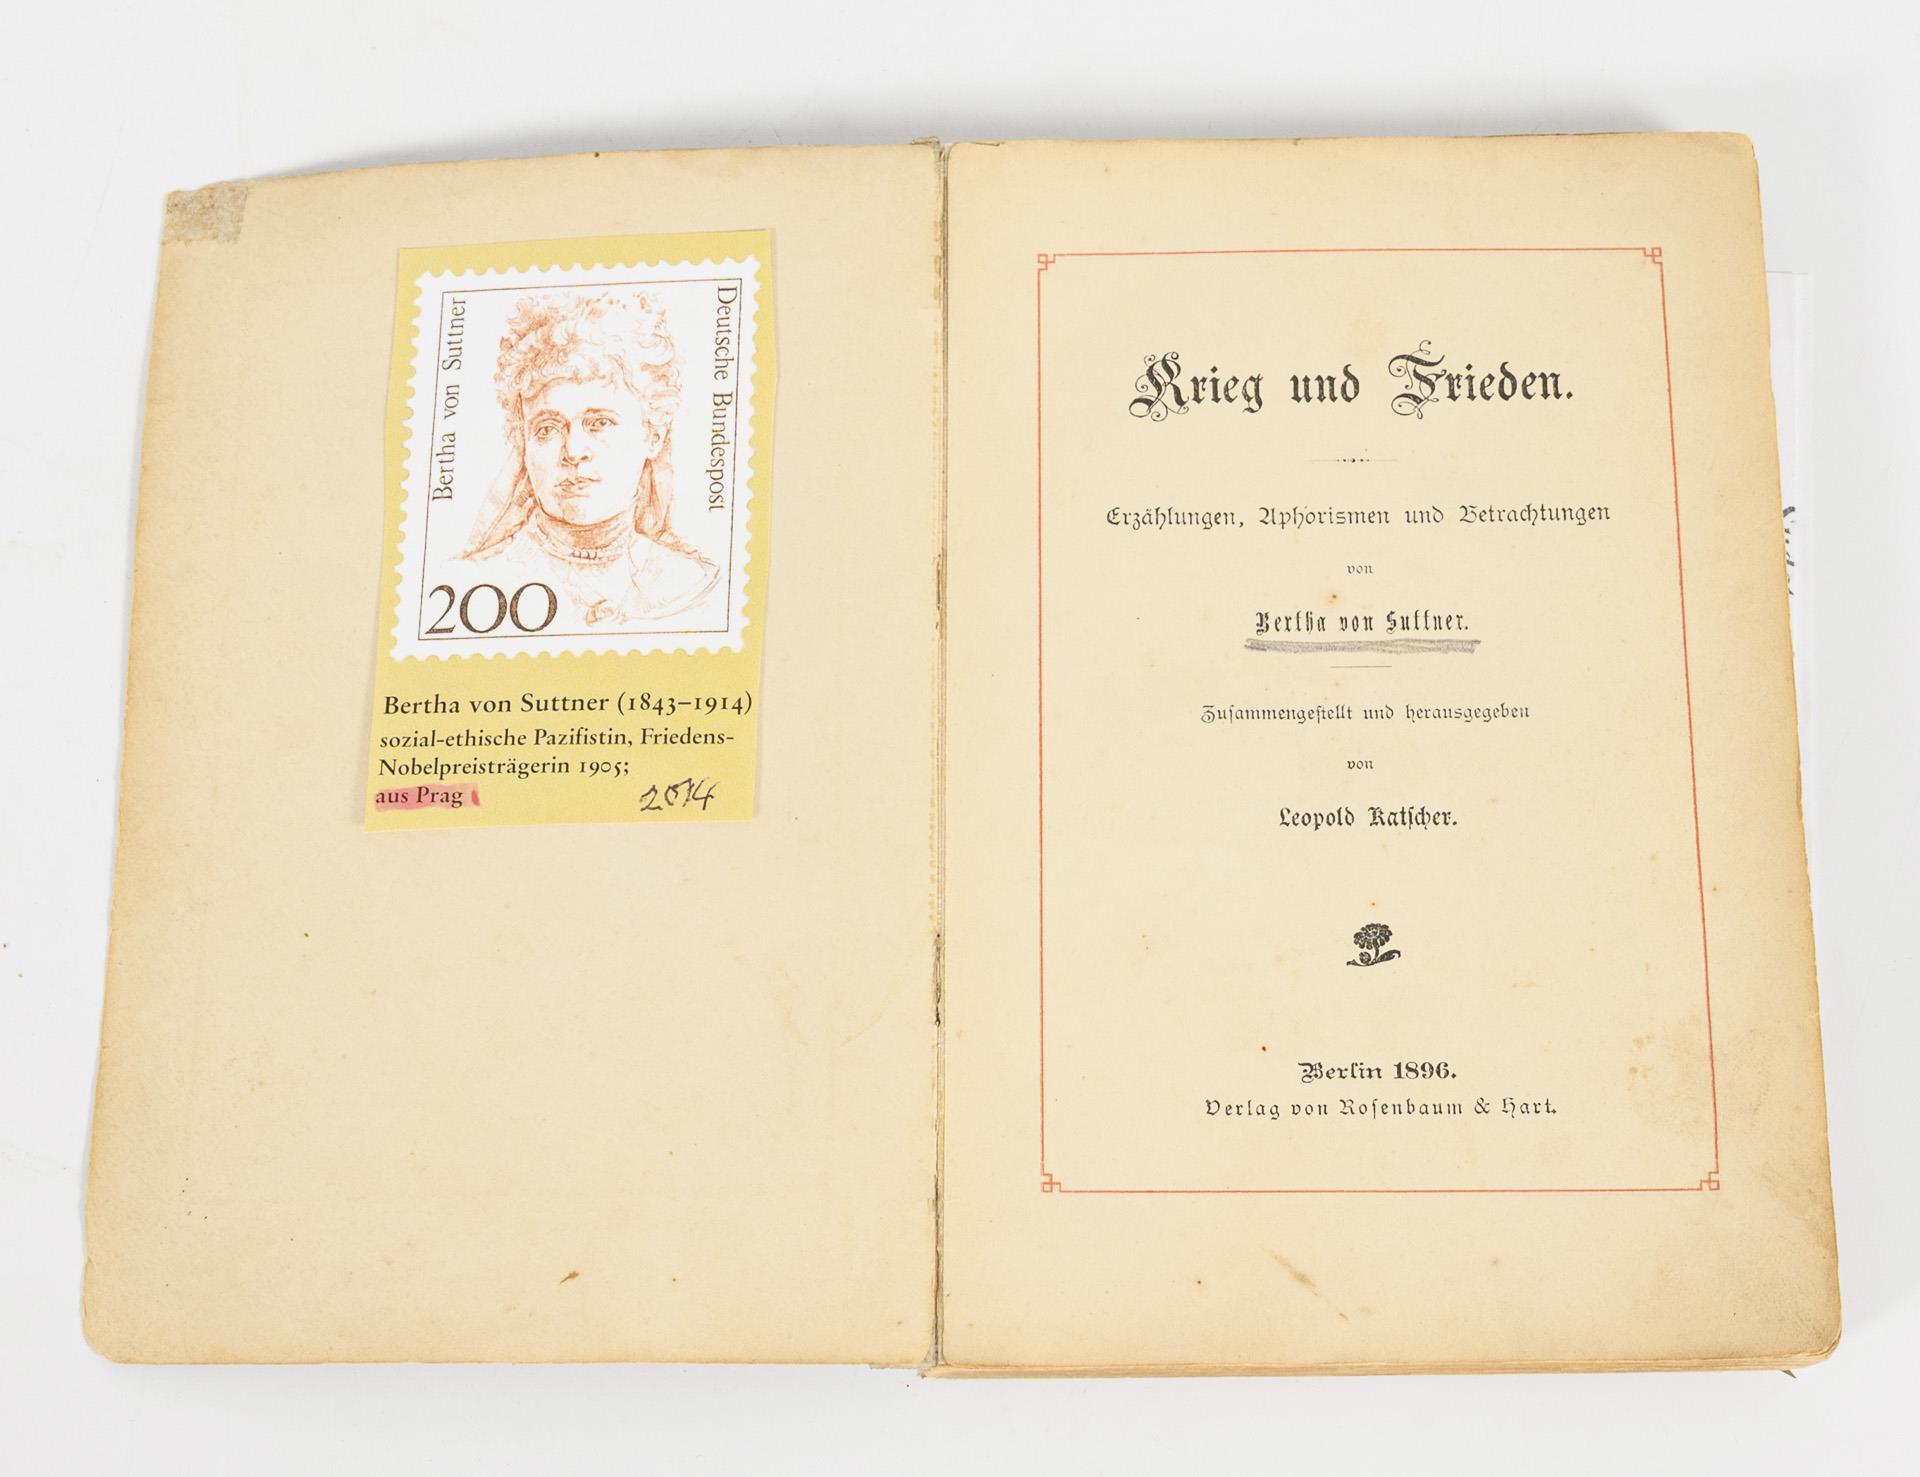 Bertha von Suttner
Deutsche Bundespost
200
Bertha von Suttner (1843–1914)
sozial-ethische Pazifistin, Friedens-
Nobelpreisträgerin 1905;
aus Prag
2014
Krieg und Frieden.
Erzählungen, Aphorismen und Betrachtungen
von
Bertha von Suttner.
Zusammengestellt und herausgegeben
von
Leopold Katscher.
Berlin 1896.
Verlag von Rosenbaum & Hart.